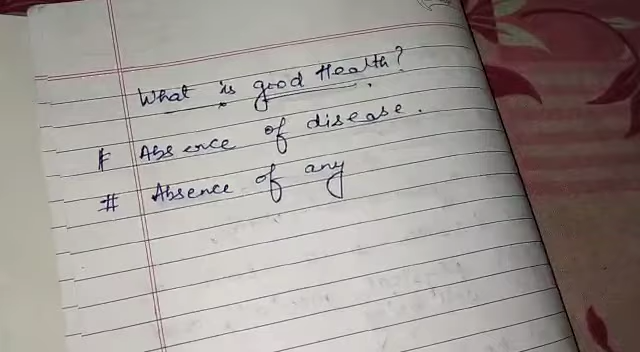 What is good Health?
# Absence of disease.
# Absence of any